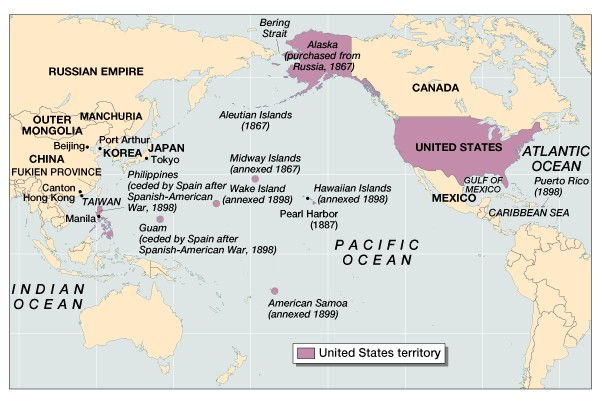 Bering
Strait
Alaska
(purchased from
Russia, 1867)
RUSSIAN EMPIRE
CANADA
OUTER
MONGOLIA
MANCHURIA
Aleutian Islands
(1867)
Port Arthur
Beijing
KOREA
JAPAN
Tokyo
UNITED STATES
ATLANTIC
OCEAN
CHINA
FUKIEN PROVINCE
Midway Islands
(annexed 1867)
Philippines
(ceded by Spain after
Spanish-American
War, 1898)
Wake Island
(annexed 1898)
Hawaiian Islands
(annexed 1898)
GULF OF
MEXICO
Puerto Rico
(1898)
Canton
Hong Kong
TAIWAN
MEXICO
Manila
Pearl Harbor
(1887)
CARIBBEAN SEA
Guam
(ceded by Spain after
Spanish-American War, 1898)
PACIFIC
OCEAN
INDIAN
OCEAN
American Samoa
(annexed 1899)
United States territory